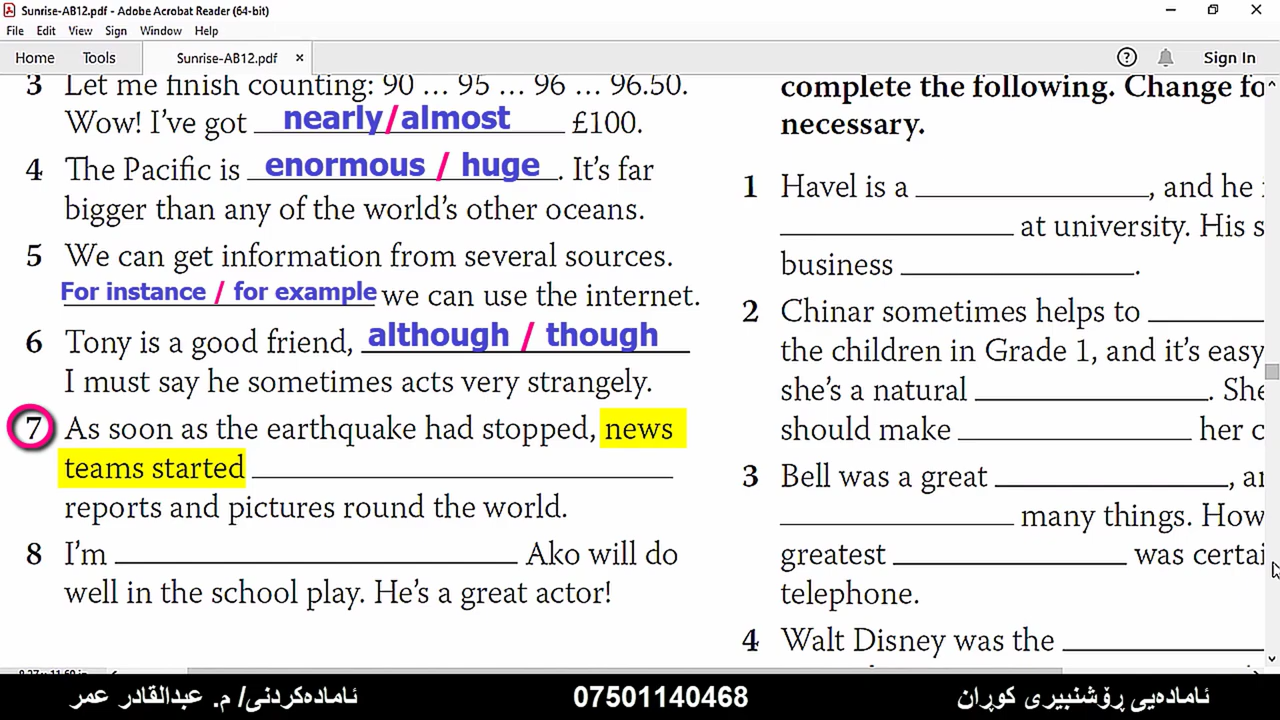 Sunrise-AB12.pdf - Adobe Acrobat Reader (64-bit)
File Edit View Sign Window Help
Home Tools Sunrise-AB12.pdf × Sign In
3 Let me finish counting: 90 … 95 … 96 … 96.50.
Wow! I've got nearly/almost £100.
4 The Pacific is enormous / huge. It's far
bigger than any of the world's other oceans.
5 We can get information from several sources.
For instance / for example we can use the internet.
6 Tony is a good friend, although / though
I must say he sometimes acts very strangely.
7 As soon as the earthquake had stopped, news
teams started
reports and pictures round the world.
8 I'm Ako will do
well in the school play. He's a great actor!
complete the following. Change fo
necessary.
1 Havel is a , and he
at university. His s
business .
2 Chinar sometimes helps to
the children in Grade 1, and it's easy
she's a natural . She
should make her c
3 Bell was a great , an
many things. How
greatest was certai
telephone.
4 Walt Disney was the
ئامادەکردنی/ م. عبدالقادر عمر 07501140468 ئامادەیی ڕۆشنبیری کوڕان